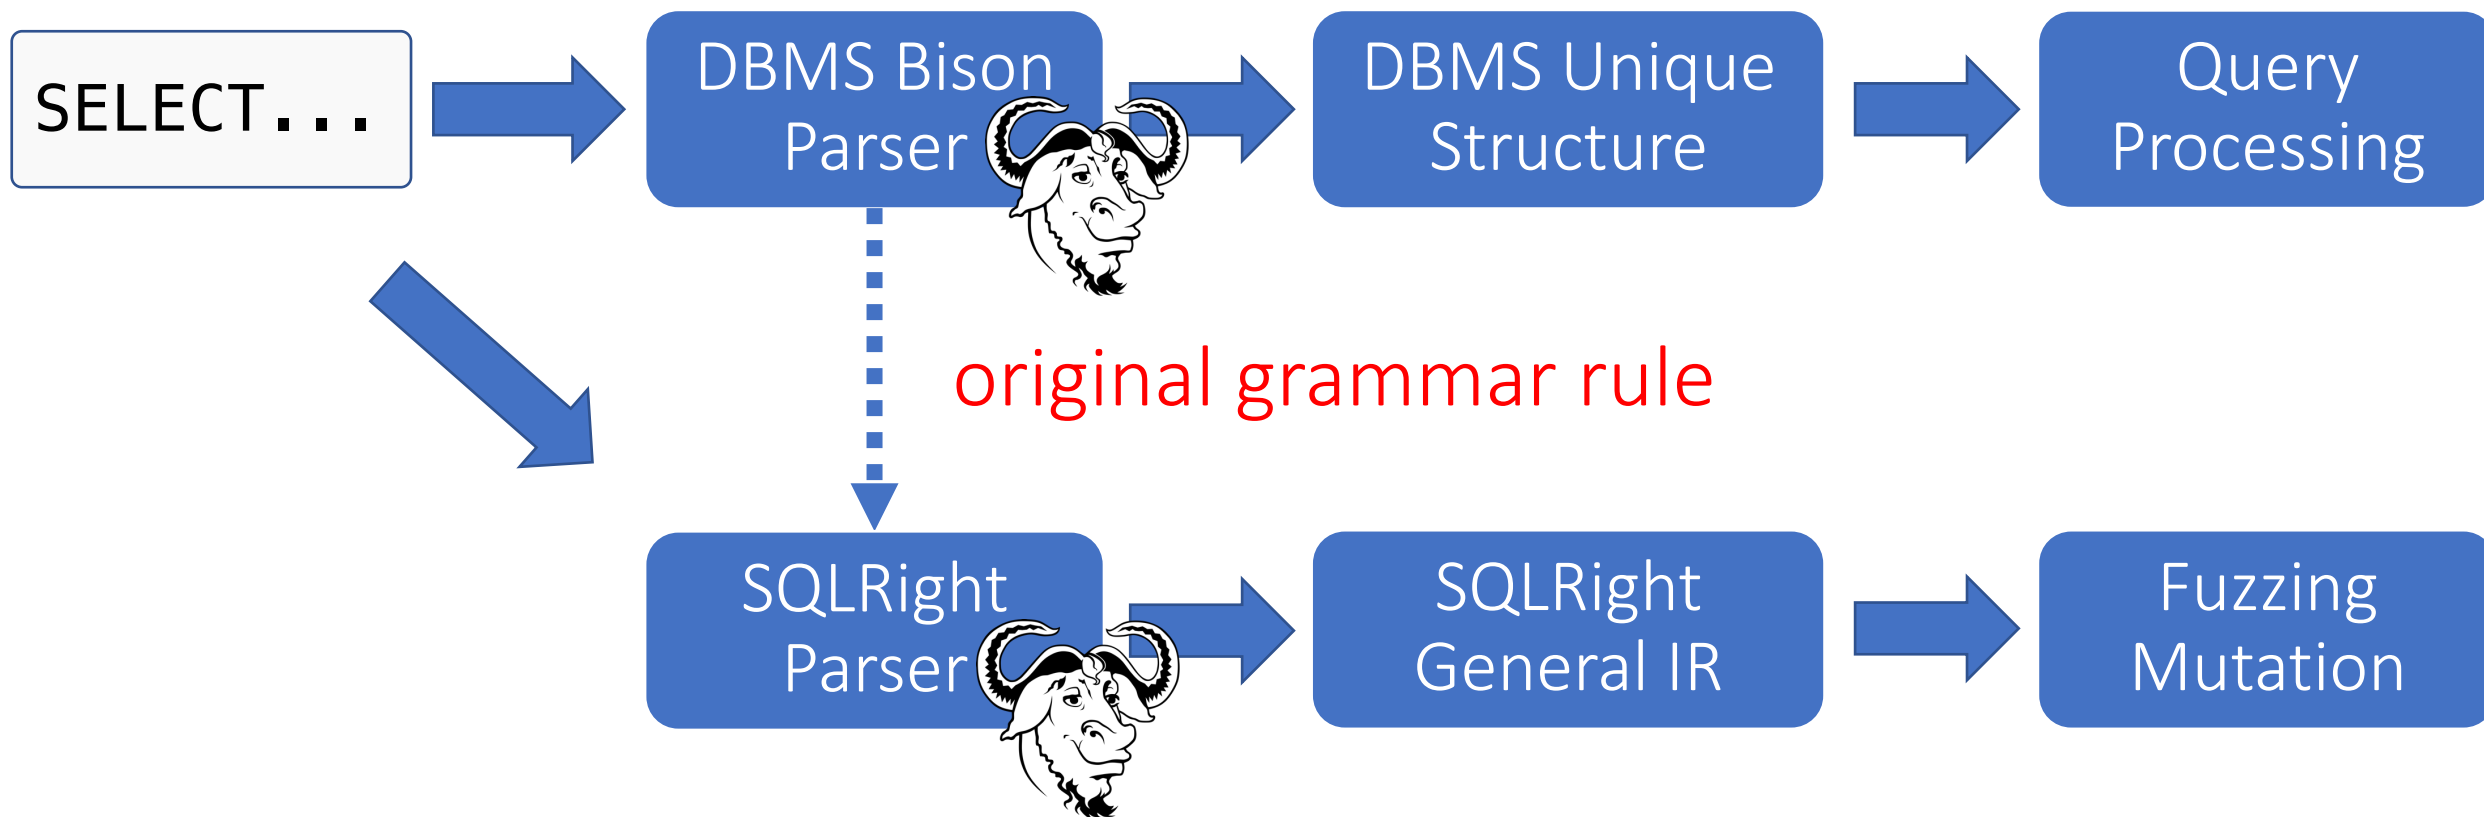 SELECT...
DBMS Bison
Parser
DBMS Unique
Structure
Query
Processing
original grammar rule
SQLRight
Parser
SQLRight
General IR
Fuzzing
Mutation